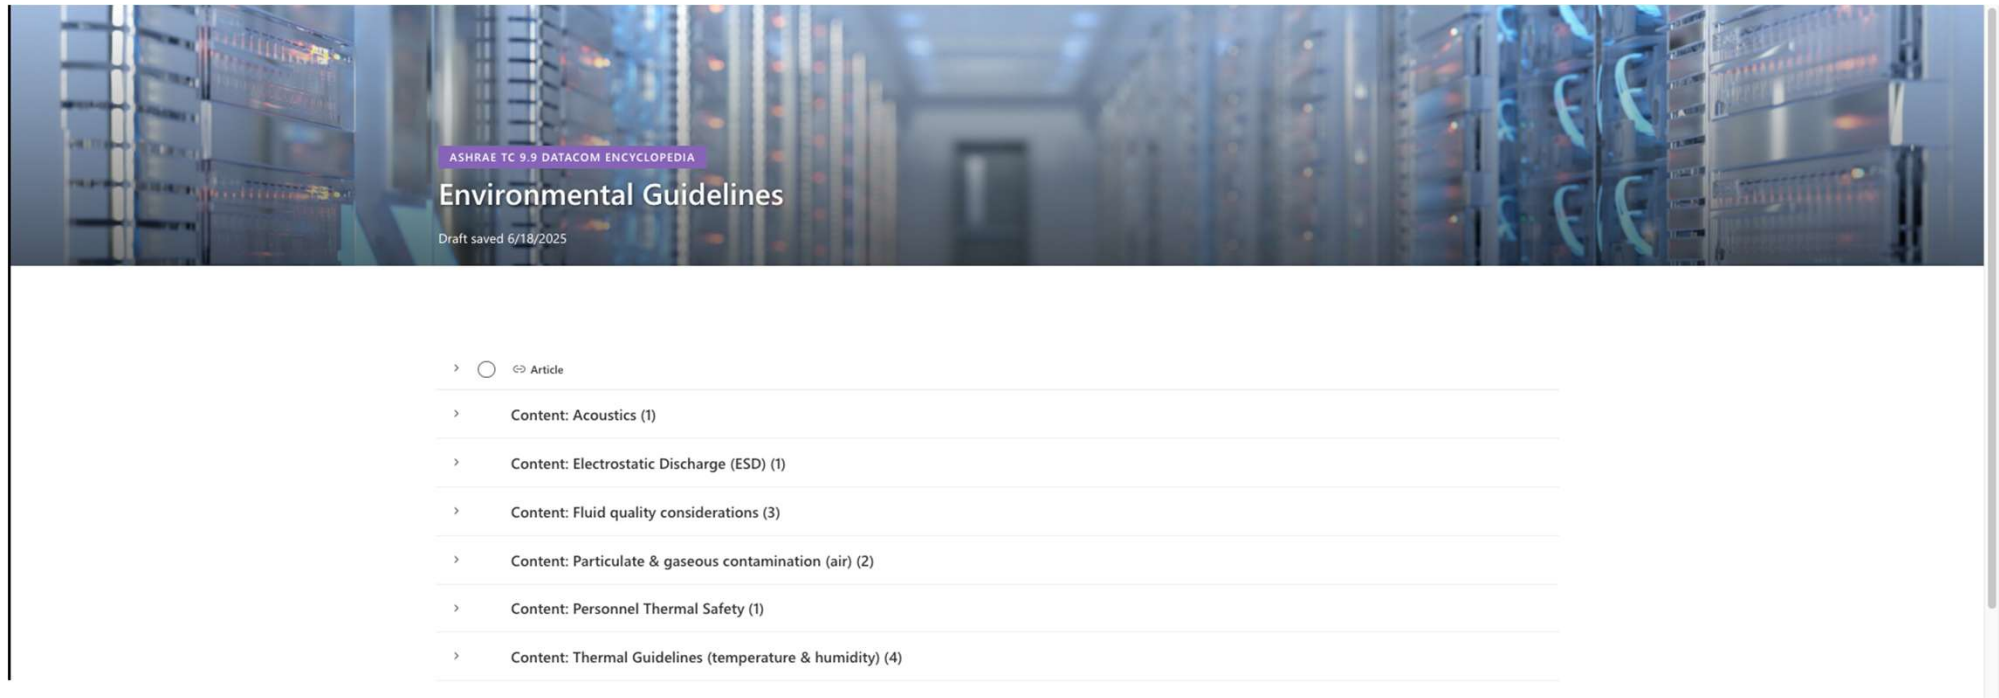 ASHRAE TC 9.9 DATACOM ENCYCLOPEDIA
Environmental Guidelines
Draft saved 6/18/2025
Article
Content: Acoustics (1)
Content: Electrostatic Discharge (ESD) (1)
Content: Fluid quality considerations (3)
Content: Particulate & gaseous contamination (air) (2)
Content: Personnel Thermal Safety (1)
Content: Thermal Guidelines (temperature & humidity) (4)